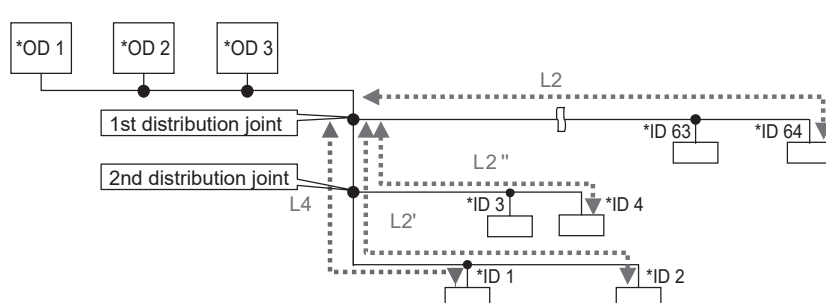 *OD 1 *OD 2 *OD 3
L2
1st distribution joint
*ID 63 *ID 64
L2"
2nd distribution joint
L4 *ID 3 *ID 4
L2'
*ID 1 *ID 2